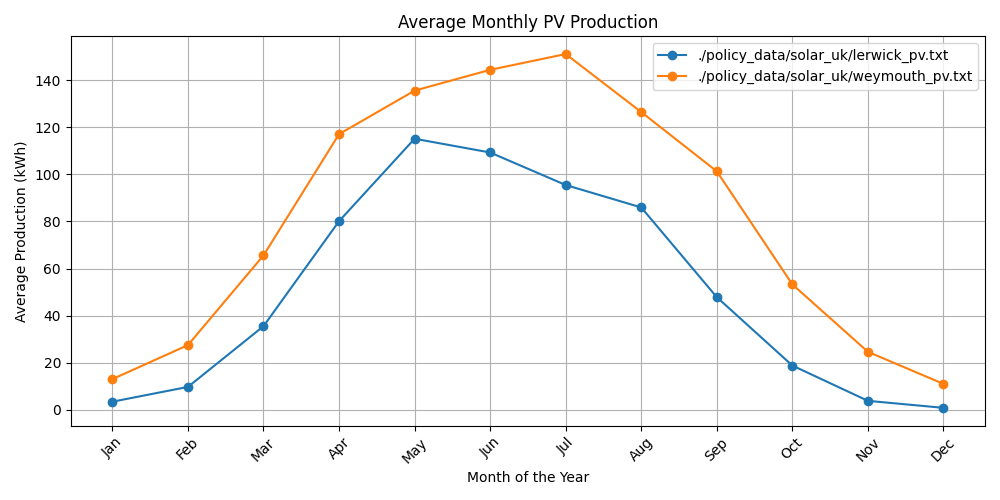 Average Monthly PV Production
./policy_data/solar_uk/lerwick_pv.txt
./policy_data/solar_uk/weymouth_pv.txt
Average Production (kWh)
140
120
100
80
60
40
20
0
Jan
Feb
Mar
Apr
May
Jun
Jul
Aug
Sep
Oct
Nov
Dec
Month of the Year